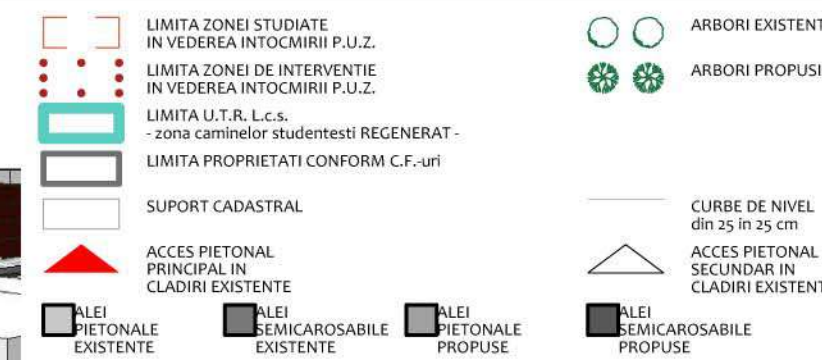 LIMITA ZONEI STUDIATE
IN VEDEREA INTOCMIRII P.U.Z.
LIMITA ZONEI DE INTERVENTIE
IN VEDEREA INTOCMIRII P.U.Z.
LIMITA U.T.R. L.c.s.
- zona caminelor studentesti REGENERAT -
LIMITA PROPRIETATI CONFORM C.F.-uri
SUPORT CADASTRAL
ACCES PIETONAL
PRINCIPAL IN
CLADIRI EXISTENTE
ARBORI EXISTENT
ARBORI PROPUSI
CURBE DE NIVEL
din 25 in 25 cm
ACCES PIETONAL
SECUNDAR IN
CLADIRI EXISTENT
ALEI
PIETONALE
EXISTENTE
ALEI
SEMICAROSABILE
EXISTENTE
ALEI
PIETONALE
PROPUSE
ALEI
SEMICAROSABILE
PROPUSE